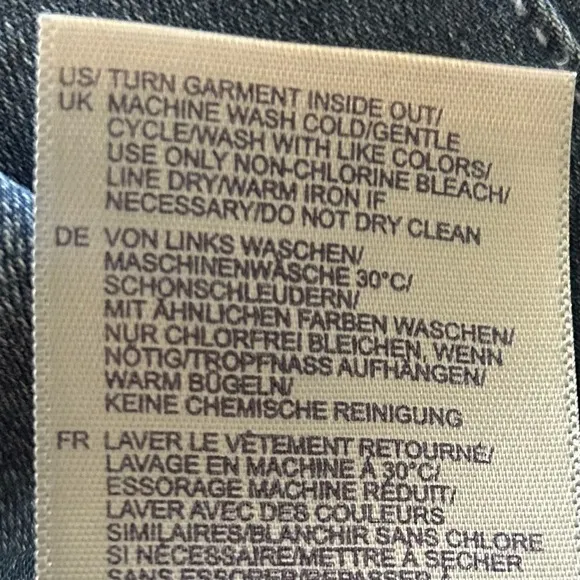 US/ TURN GARMENT INSIDE OUT/
UK MACHINE WASH COLD/GENTLE
CYCLE/WASH WITH LIKE COLORS/
USE ONLY NON-CHLORINE BLEACH/
LINE DRY/WARM IRON IF
NECESSARY/DO NOT DRY CLEAN
DE VON LINKS WASCHEN/
MASCHINENWÄSCHE 30°C/
SCHONSCHLEUDERN/
MIT ÄHNLICHEN FARBEN WASCHEN/
NUR CHLORFREI BLEICHEN, WENN
NÖTIG/TROPFNASS AUFHÄNGEN/
WARM BÜGELN/
KEINE CHEMISCHE REINIGUNG
FR LAVER LE VÊTEMENT RETOURNÉ/
LAVAGE EN MACHINE À 30°C/
ESSORAGE MACHINE RÉDUIT/
LAVER AVEC DES COULEURS
SIMILAIRES/BLANCHIR SANS CHLORE
SI NÉCESSAIRE/METTRE À SÉCHER
SANS ESSORER/REPASSER